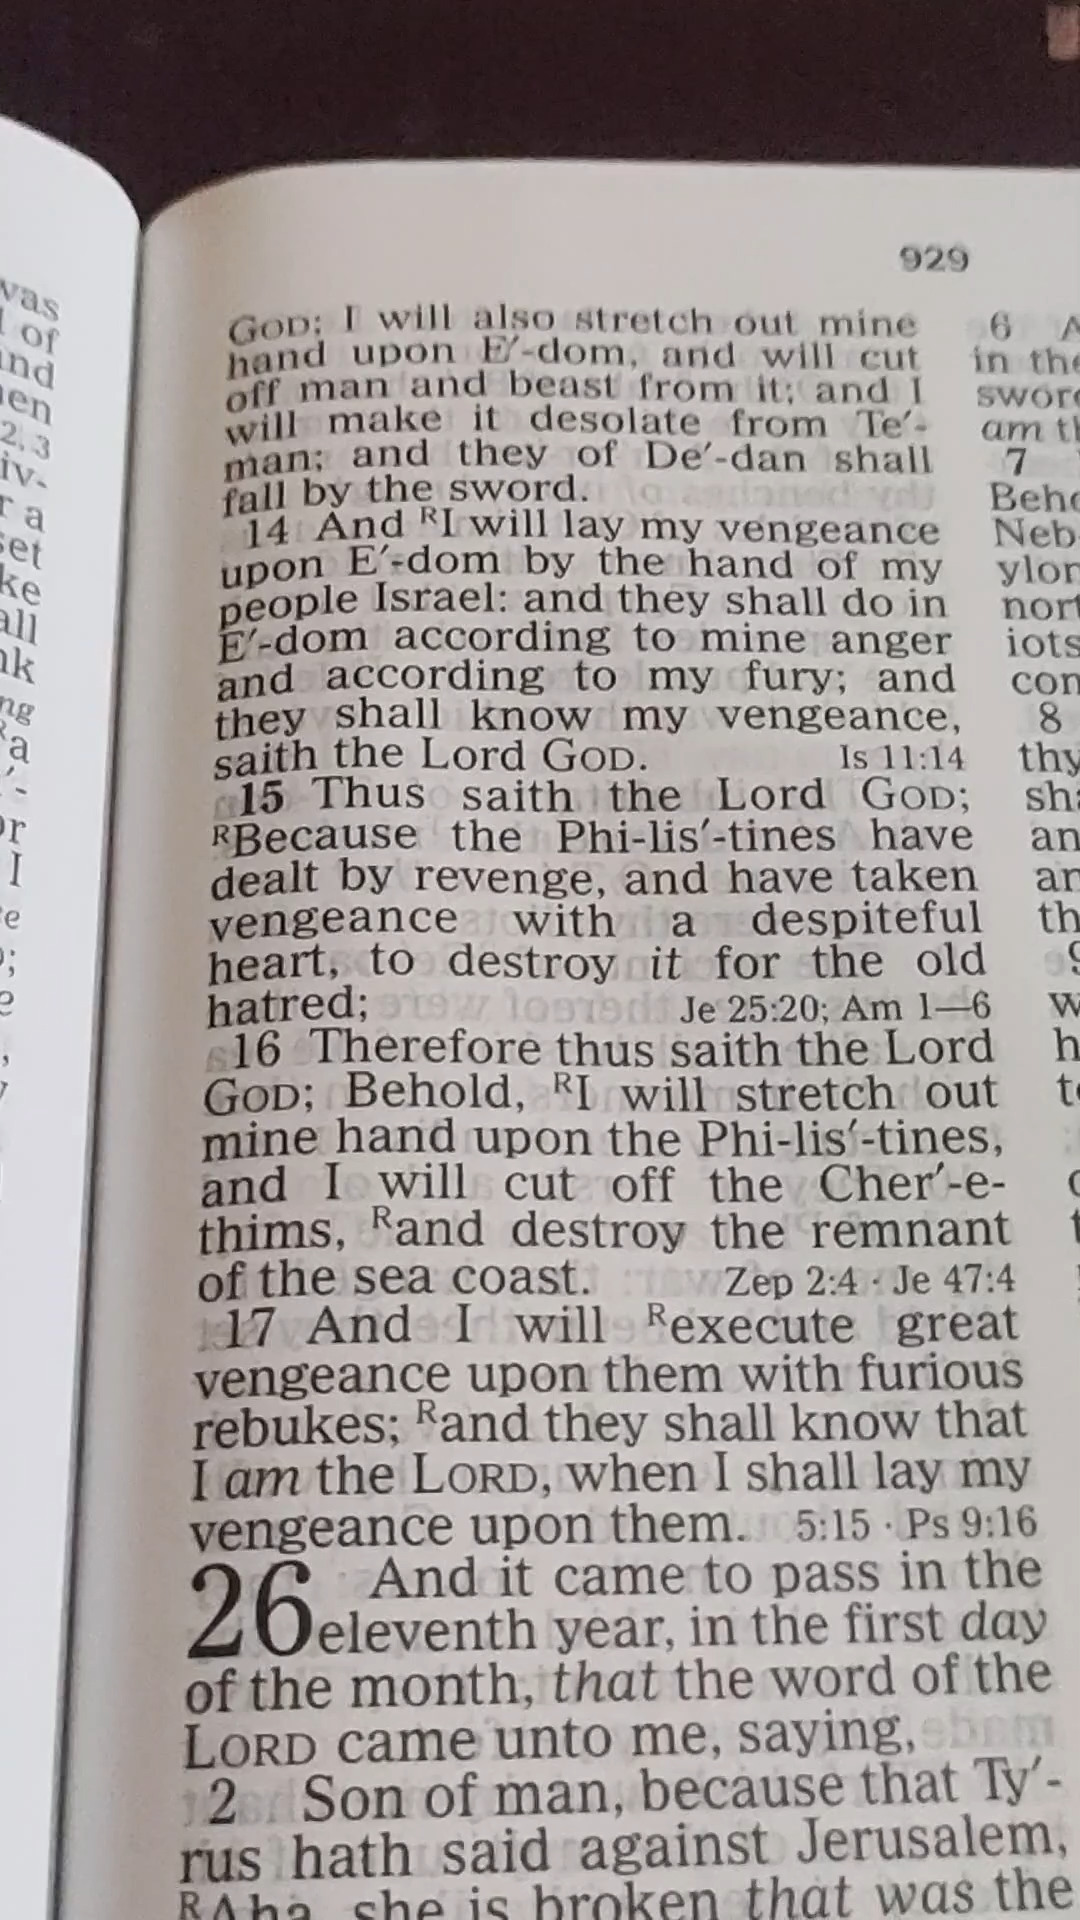 929
GOD; I will also stretch out mine
hand upon E′-dom, and will cut
off man and beast from it; and I
will make it desolate from Te′-
man; and they of De′-dan shall
fall by the sword.
14 And ᴿI will lay my vengeance
upon E′-dom by the hand of my
people Israel: and they shall do in
E′-dom according to mine anger
and according to my fury; and
they shall know my vengeance,
saith the Lord GOD. Is 11:14
15 Thus saith the Lord GOD;
ᴿBecause the Phi-lis′-tines have
dealt by revenge, and have taken
vengeance with a despiteful
heart, to destroy it for the old
hatred; Je 25:20; Am 1—6
16 Therefore thus saith the Lord
GOD; Behold, ᴿI will stretch out
mine hand upon the Phi-lis′-tines,
and I will cut off the Cher′-e-
thims, ᴿand destroy the remnant
of the sea coast. Zep 2:4 · Je 47:4
17 And I will ᴿexecute great
vengeance upon them with furious
rebukes; ᴿand they shall know that
I am the LORD, when I shall lay my
vengeance upon them. 5:15 · Ps 9:16
26 And it came to pass in the
eleventh year, in the first day
of the month, that the word of the
LORD came unto me, saying,
2 Son of man, because that Ty′-
rus hath said against Jerusalem,
ᴿAha, she is broken that was the
6
in the
am
7
8